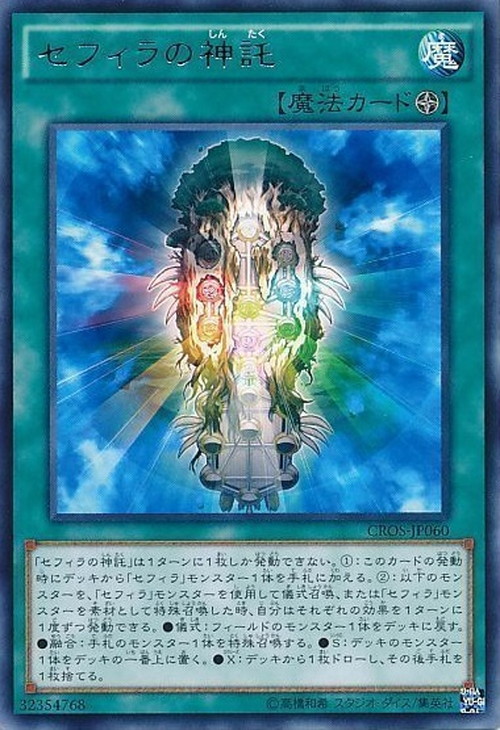 セフィラの神託
しん たく
魔
【魔法カード】
CROS-JP060
「セフィラの神託」は1ターンに1枚しか発動できない。①:このカードの発動
時にデッキから「セフィラ」モンスター1体を手札に加える。②:以下のモン
スターを、「セフィラ」モンスターを使用して儀式召喚、または「セフィラ」モン
スターを素材として特殊召喚した時、自分はそれぞれの効果を1ターンに
1度ずつ発動できる。●儀式:フィールドのモンスター1体をデッキに戻す。
●融合:手札のモンスター1体を特殊召喚する。●S:デッキのモンスター
1体をデッキの一番上に置く。●X:デッキから1枚ドローし、その後手札を
1枚捨てる。
32354768
©高橋和希 スタジオ・ダイス/集英社